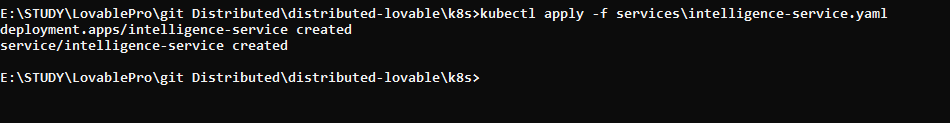 E:\STUDY\LovablePro\git Distributed\distributed-lovable\k8s>kubectl apply -f services\intelligence-service.yaml
deployment.apps/intelligence-service created
service/intelligence-service created
E:\STUDY\LovablePro\git Distributed\distributed-lovable\k8s>